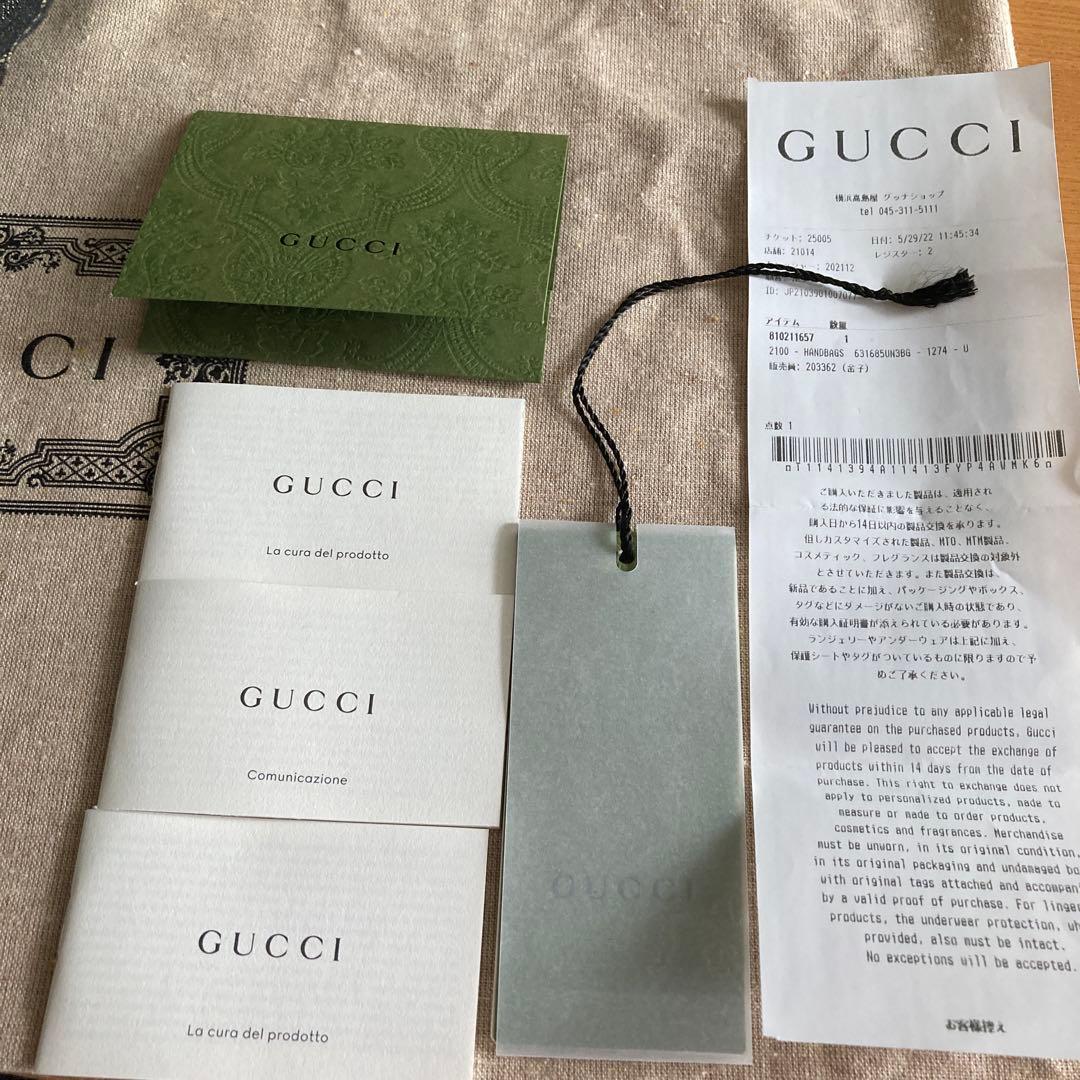 GUCCI
CI
GUCCI
La cura del prodotto
GUCCI
Comunicazione
GUCCI
La cura del prodotto
GUCCI
GUCCI
横浜高島屋 グッチショップ
tel 045-311-5111
チケット: 25005 日付: 5/29/22 11:45:34
店舗: 21014 レジスター: 2
202112
ID:
アイテム 数量
810211657 1
2100 - HANDBAGS 631685UN3BG - 1274 - U
販売員: 203362 (金子)
点数 1
ご購入いただきました製品は、適用され
る法的な保証に影響を与えることなく、
購入日から14日以内の製品交換を承ります。
但しカスタマイズされた製品、MTO、MTM製品、
コスメティック、フレグランスは製品交換の対象外
とさせていただきます。また製品交換は、
新品であることに加え、パッケージングやボックス、
タグなどにダメージがないご購入時の状態であり、
有効な購入証明書が添えられている必要があります。
ランジェリーやアンダーウェアは上記に加え、
保護シートやタグがついているものに限りますので予
めご了承ください。
Without prejudice to any applicable legal
guarantee on the purchased products, Gucci
will be pleased to accept the exchange of
products within 14 days from the date of
purchase. This right to exchange does not
apply to personalized products, made to
measure or made to order products,
cosmetics and fragrances. Merchandise
must be unworn, in its original condition,
in its original packaging and undamaged bo
with original tags attached and accompan
by a valid proof of purchase. For linger
products, the underwear protection, wh
provided, also must be intact.
No exceptions will be accepted.
お客様控え